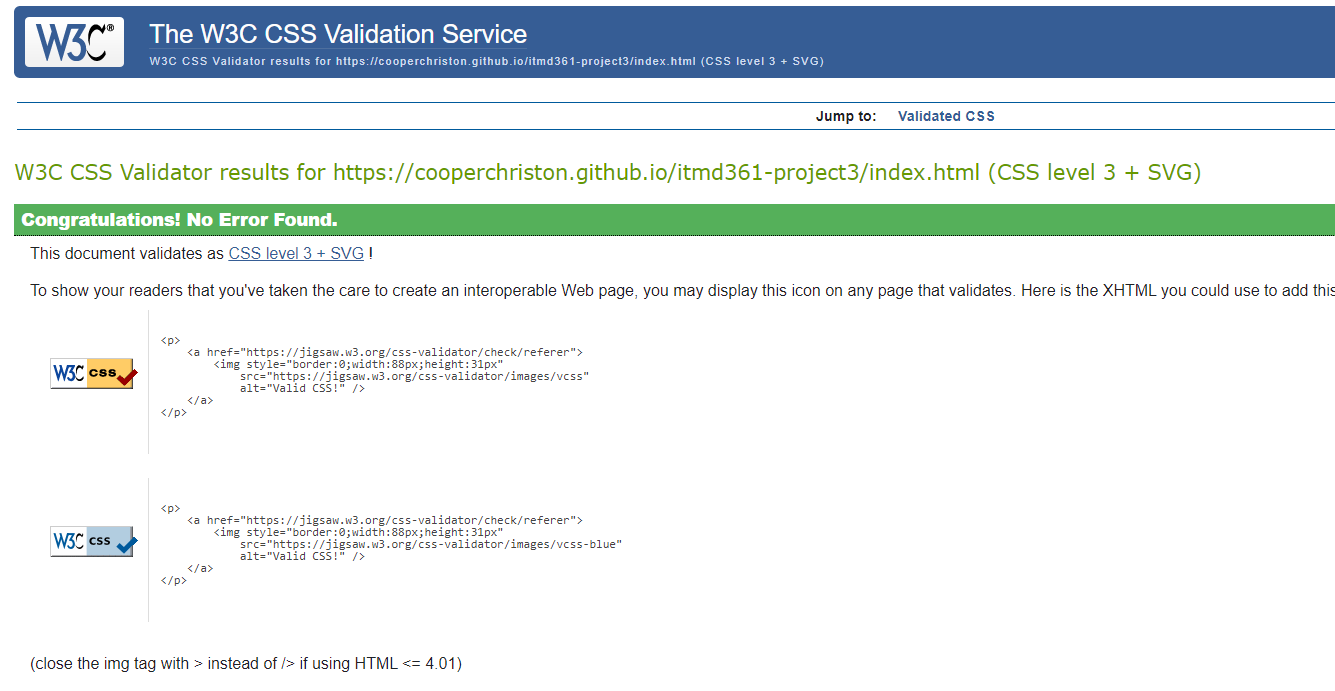 W3C® The W3C CSS Validation Service
W3C CSS Validator results for https://cooperchriston.github.io/itmd361-project3/index.html (CSS level 3 + SVG)
Jump to: Validated CSS
W3C CSS Validator results for https://cooperchriston.github.io/itmd361-project3/index.html (CSS level 3 + SVG)
Congratulations! No Error Found.
This document validates as CSS level 3 + SVG !
To show your readers that you've taken the care to create an interoperable Web page, you may display this icon on any page that validates. Here is the XHTML you could use to add this
W3C css
<p>
<a href="https://jigsaw.w3.org/css-validator/check/referer">
<img style="border:0;width:88px;height:31px"
src="https://jigsaw.w3.org/css-validator/images/vcss"
alt="Valid CSS!" />
</a>
</p>
W3C css
<p>
<a href="https://jigsaw.w3.org/css-validator/check/referer">
<img style="border:0;width:88px;height:31px"
src="https://jigsaw.w3.org/css-validator/images/vcss-blue"
alt="Valid CSS!" />
</a>
</p>
(close the img tag with > instead of /> if using HTML <= 4.01)